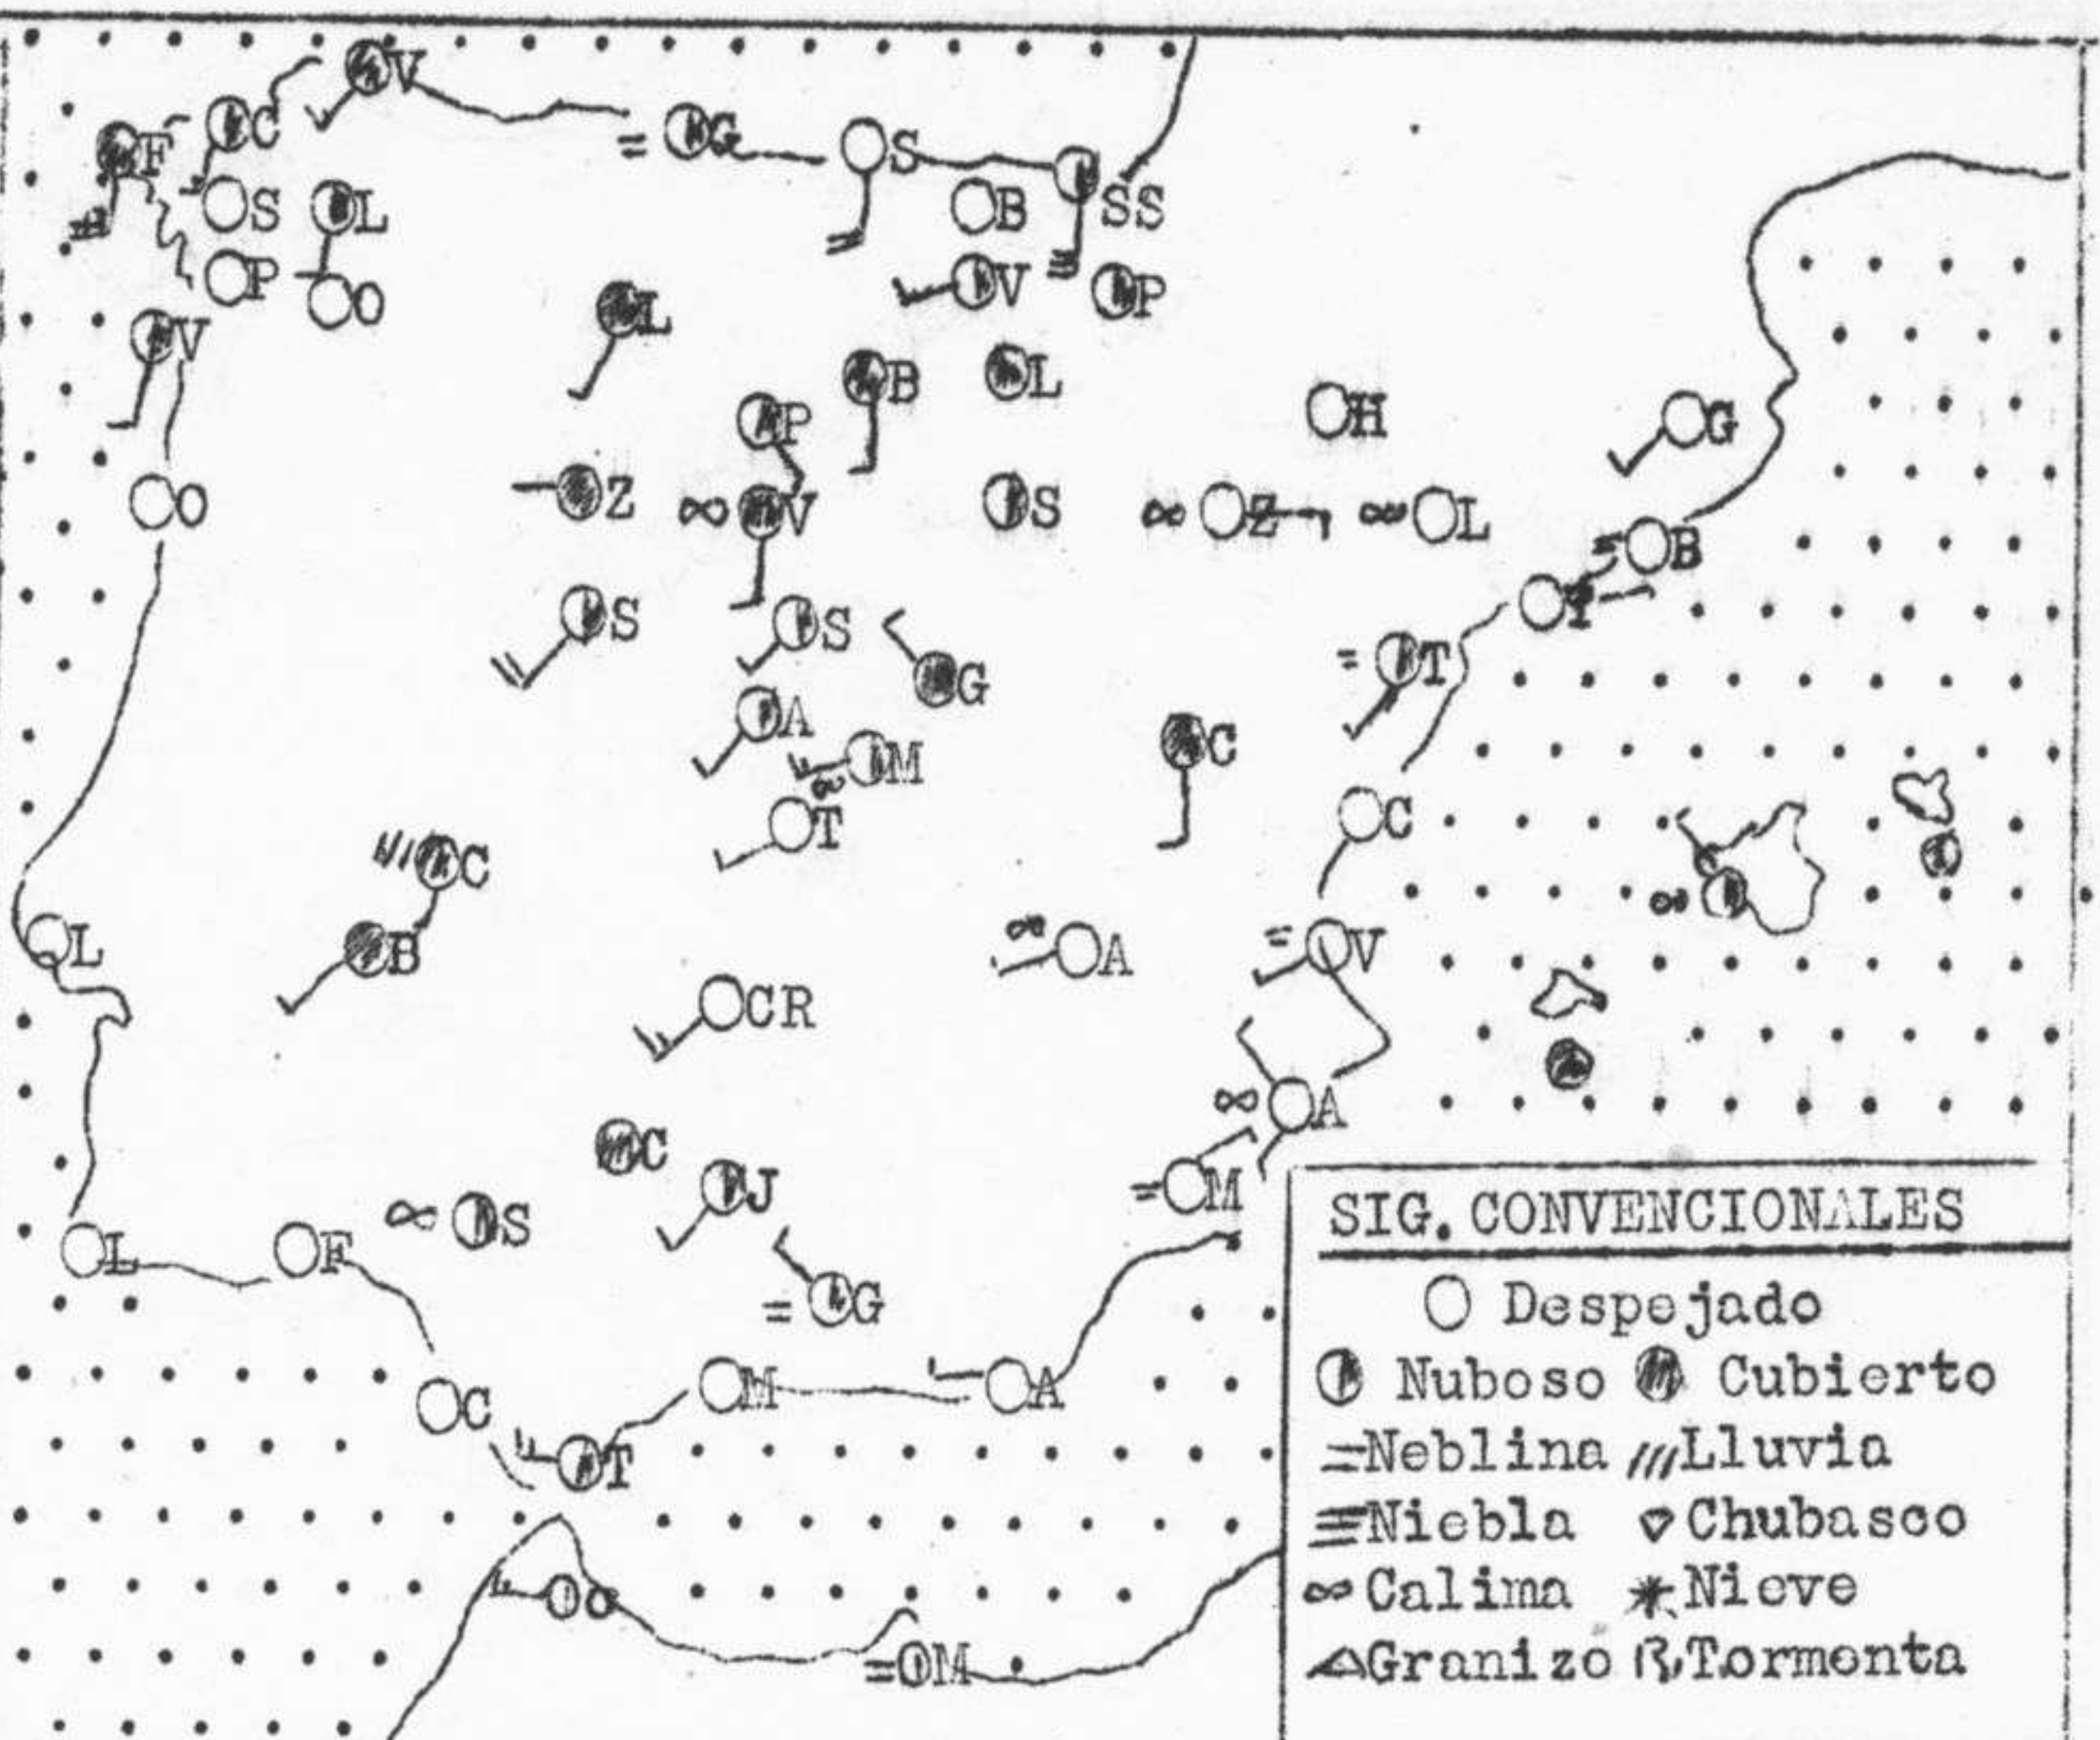 V
F C
G
S
S L
B SS
P O
V P
V
L
B L
P
H G
O
Z V S Z L
B
S S T
G T
A
M C
T C
C
L B A V
CR
A
C
J M
L F S
G
C M A
T
C
M
SIG. CONVENCIONALES
Despejado
Nuboso Cubierto
Neblina Lluvia
Niebla Chubasco
Calima Nieve
Granizo Tormenta